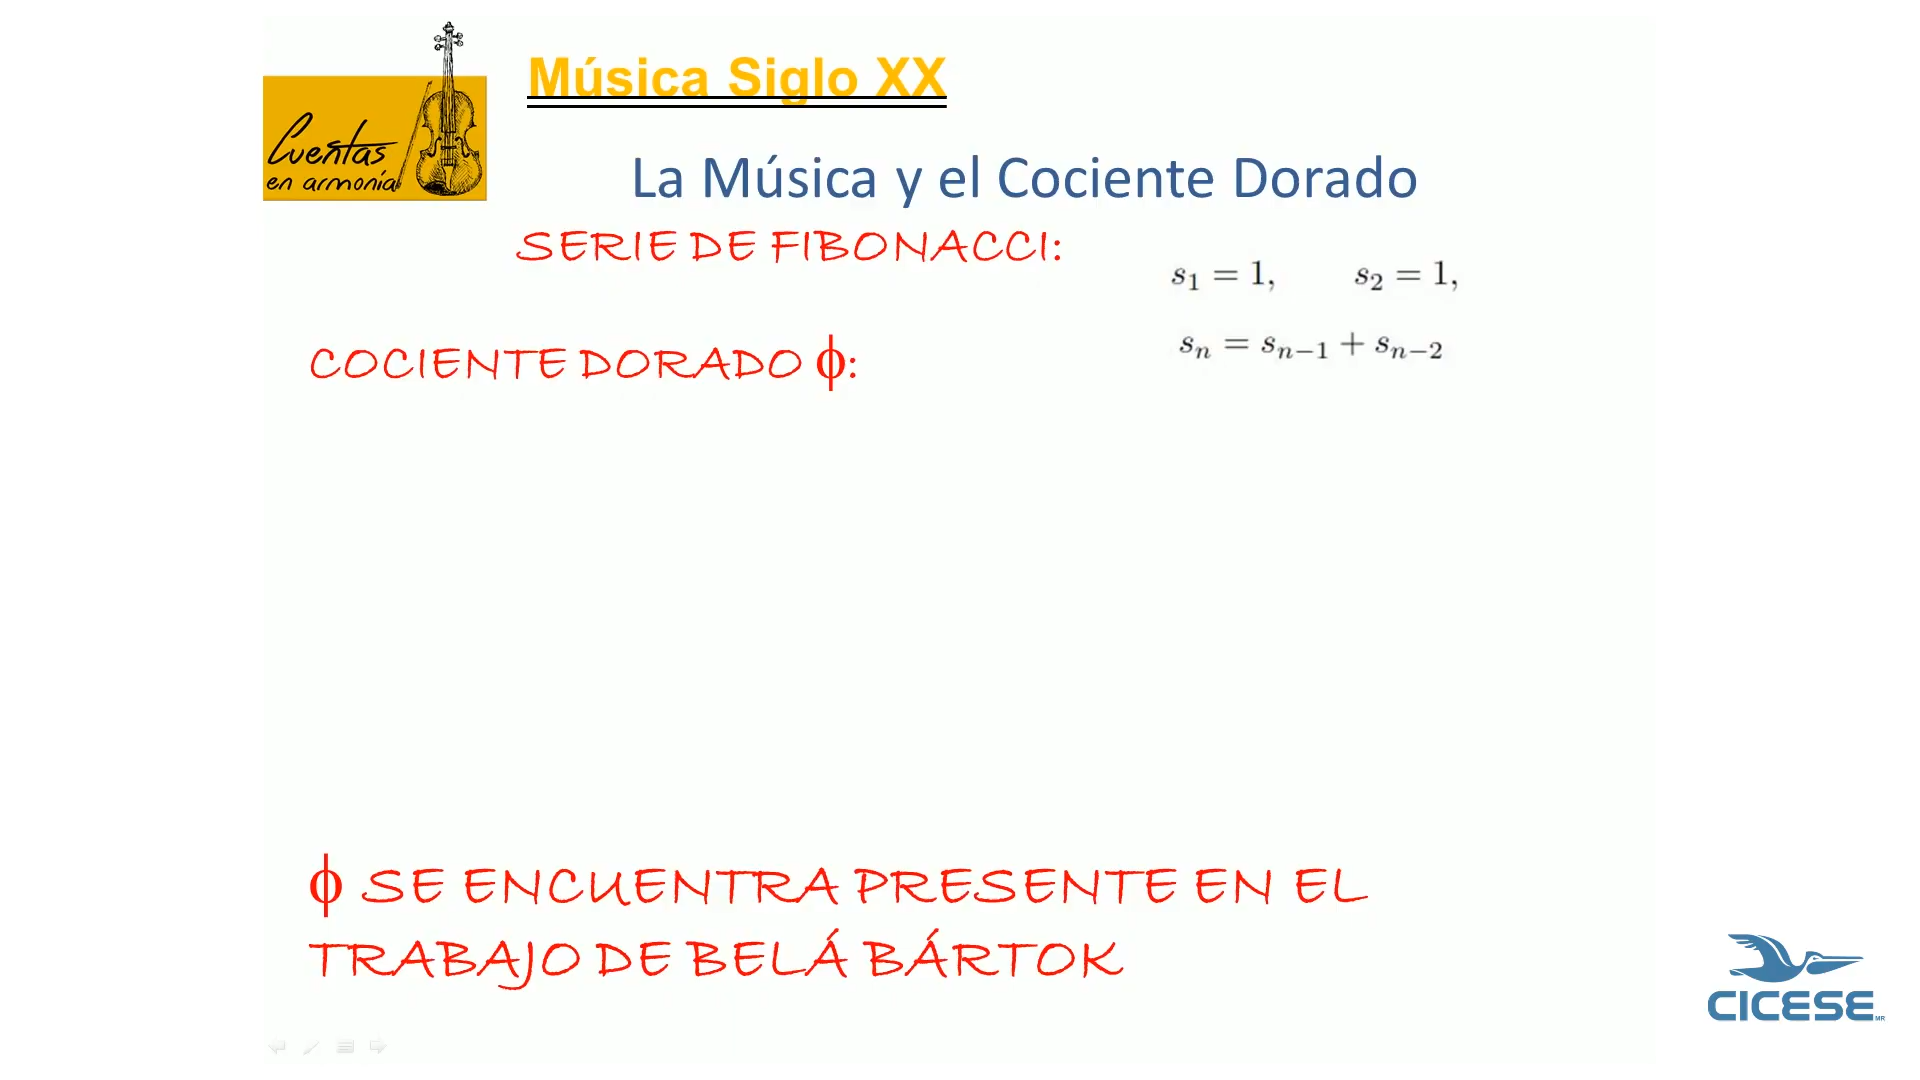 Cuentas
en armonía
Música Siglo XX
La Música y el Cociente Dorado
SERIE DE FIBONACCI:
s₁ = 1, s₂ = 1,
sₙ = sₙ₋₁ + sₙ₋₂
COCIENTE DORADO ϕ:
ϕ SE ENCUENTRA PRESENTE EN EL
TRABAJO DE BELÁ BÁRTOK
CICESE MR